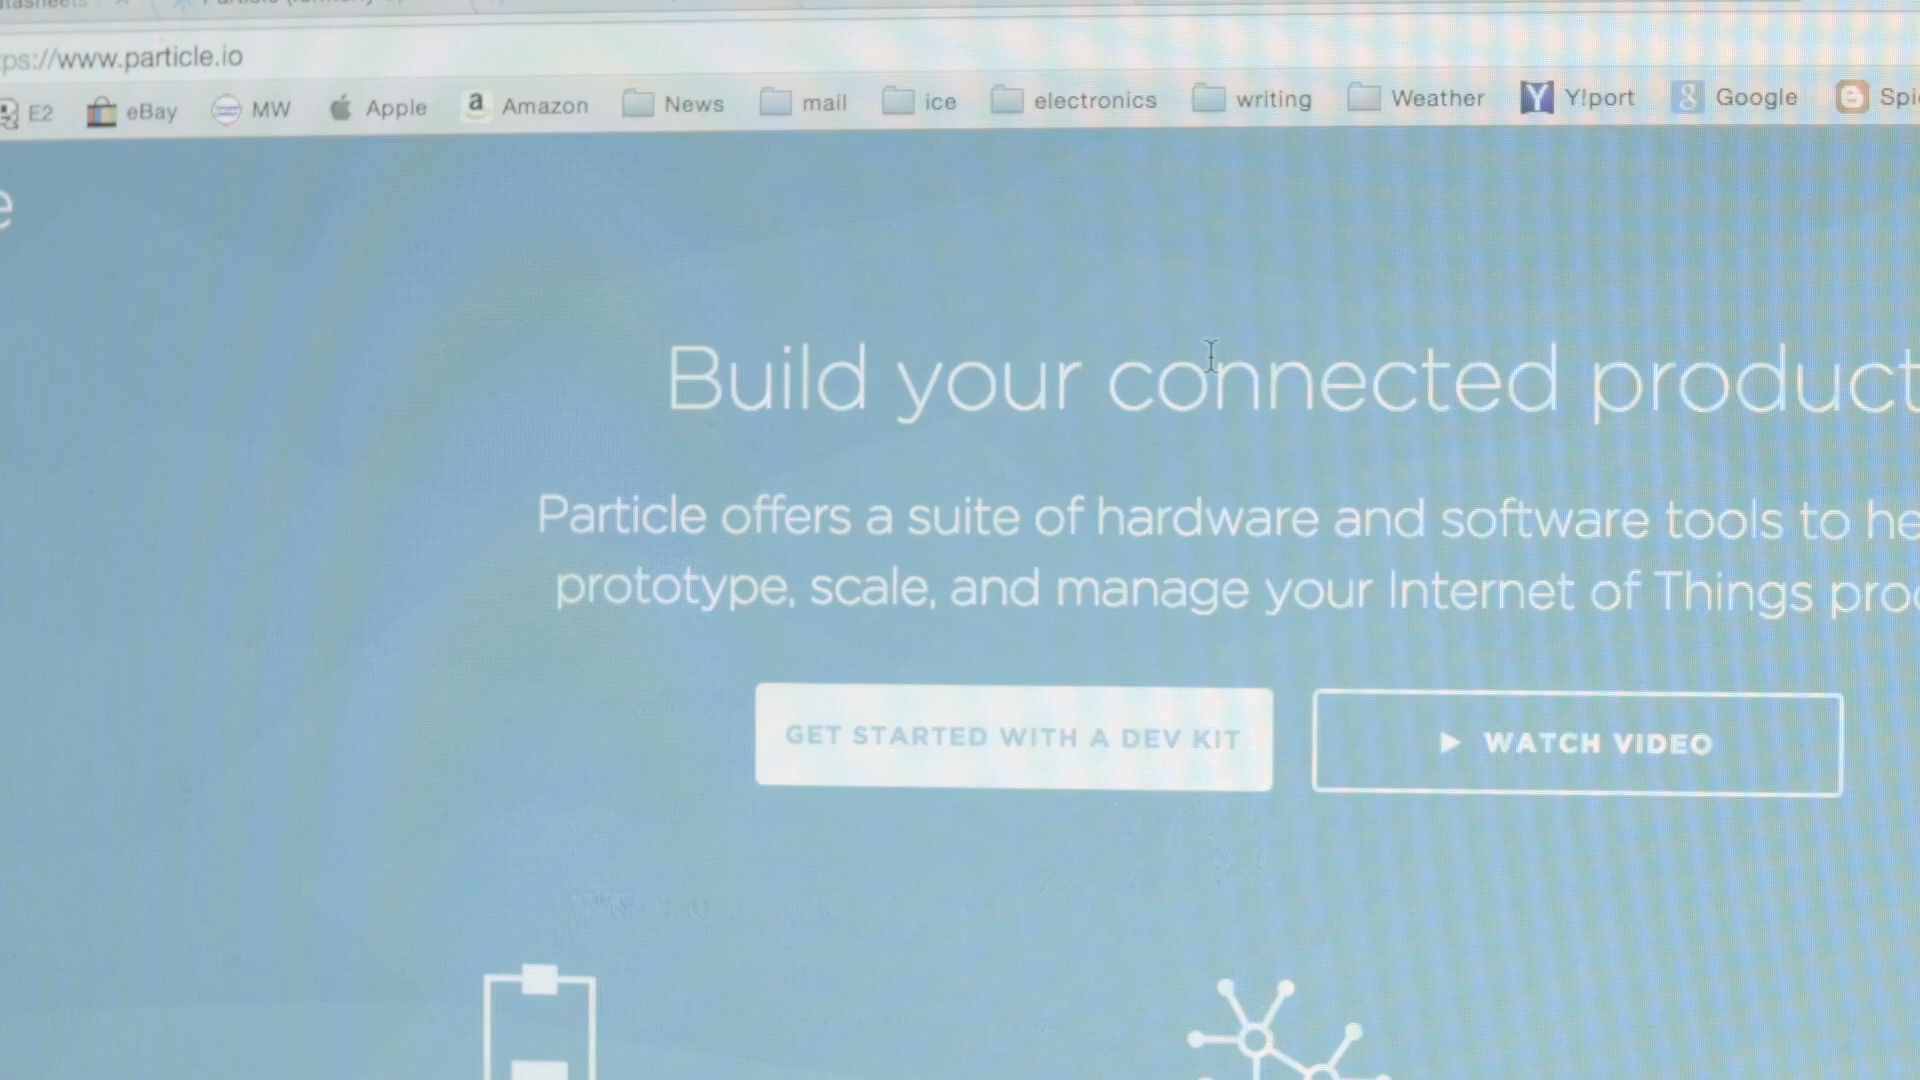 ps://www.particle.io
E2 eBay MW Apple a Amazon News mail ice electronics writing Weather Y Y!port 8 Google
e
Build your connected product
Particle offers a suite of hardware and software tools to he
prototype, scale, and manage your Internet of Things pro
GET STARTED WITH A DEV KIT
WATCH VIDEO